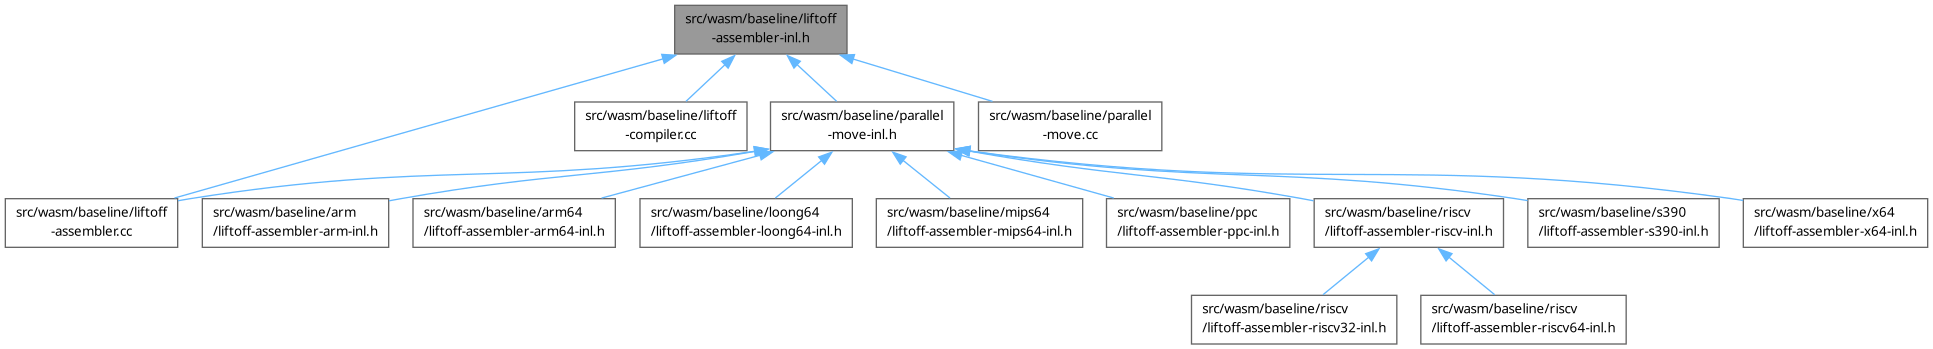 src/wasm/baseline/liftoff
-assembler-inl.h
src/wasm/baseline/liftoff
-compiler.cc
src/wasm/baseline/parallel
-move-inl.h
src/wasm/baseline/parallel
-move.cc
src/wasm/baseline/liftoff
-assembler.cc
src/wasm/baseline/arm
/liftoff-assembler-arm-inl.h
src/wasm/baseline/arm64
/liftoff-assembler-arm64-inl.h
src/wasm/baseline/loong64
/liftoff-assembler-loong64-inl.h
src/wasm/baseline/mips64
/liftoff-assembler-mips64-inl.h
src/wasm/baseline/ppc
/liftoff-assembler-ppc-inl.h
src/wasm/baseline/riscv
/liftoff-assembler-riscv-inl.h
src/wasm/baseline/s390
/liftoff-assembler-s390-inl.h
src/wasm/baseline/x64
/liftoff-assembler-x64-inl.h
src/wasm/baseline/riscv
/liftoff-assembler-riscv32-inl.h
src/wasm/baseline/riscv
/liftoff-assembler-riscv64-inl.h